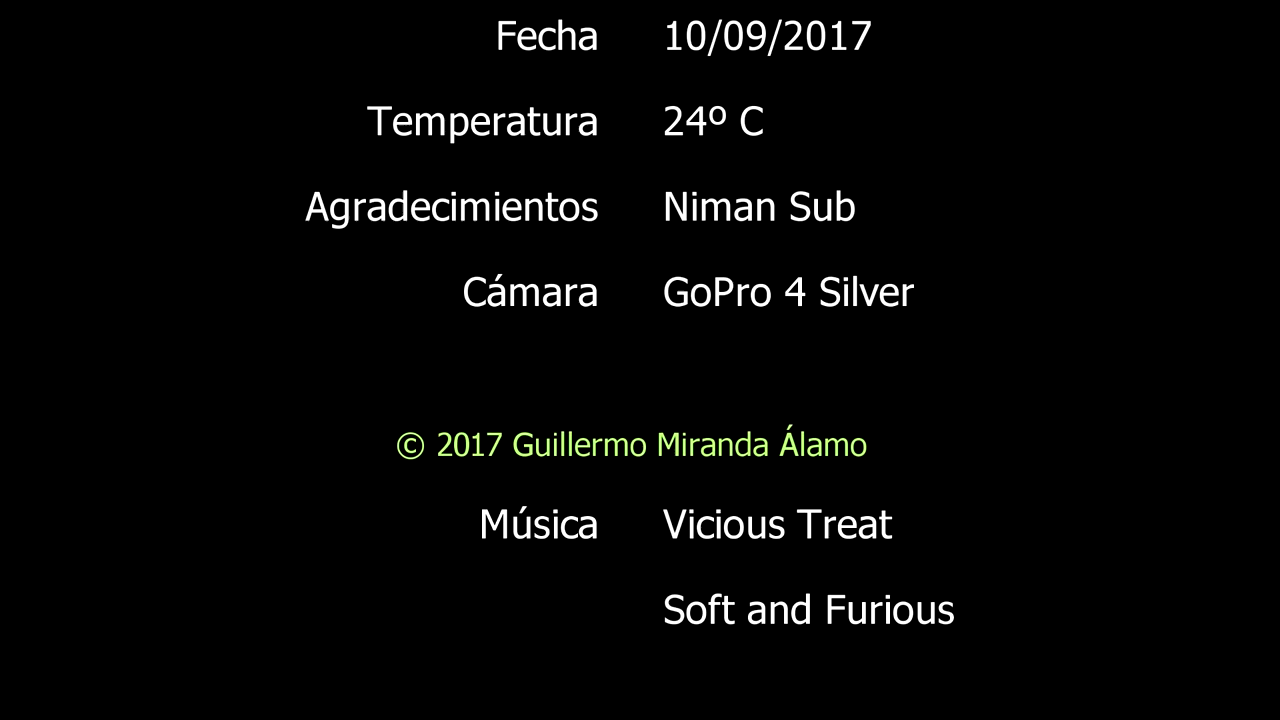 Fecha 10/09/2017
Temperatura 24º C
Agradecimientos Niman Sub
Cámara GoPro 4 Silver
© 2017 Guillermo Miranda Álamo
Música Vicious Treat
Soft and Furious